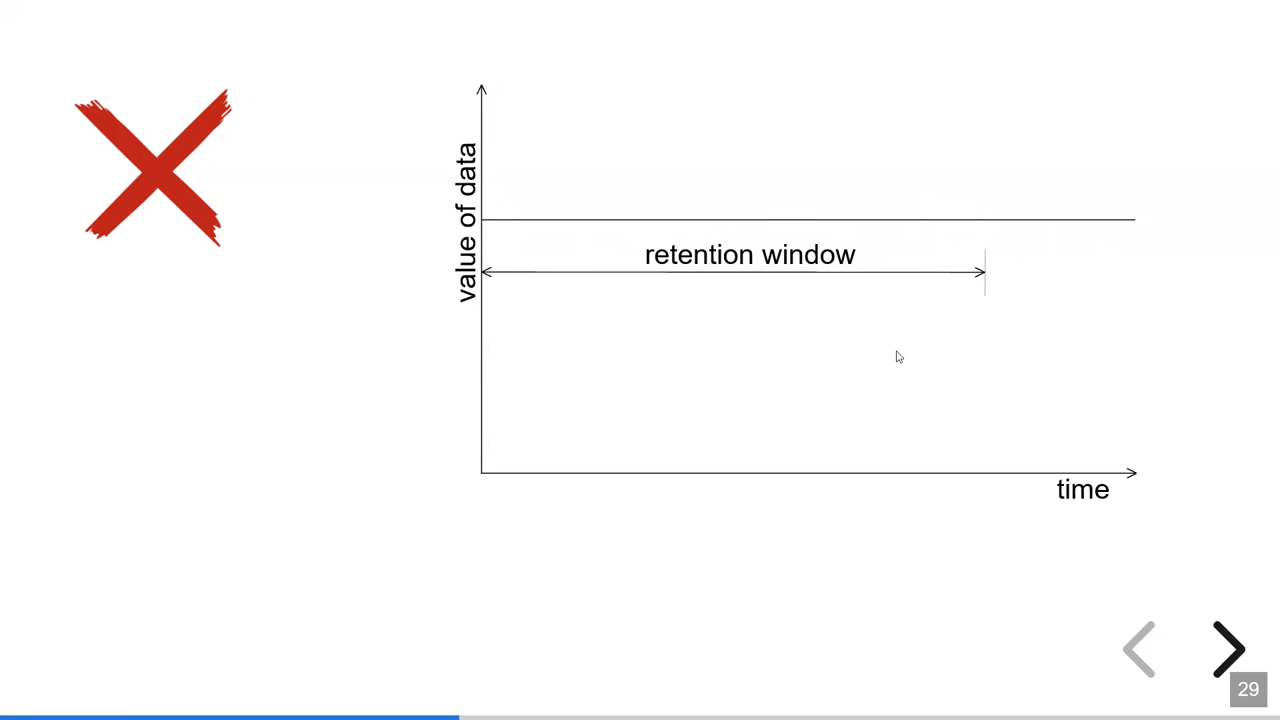 value of data
retention window
time
29